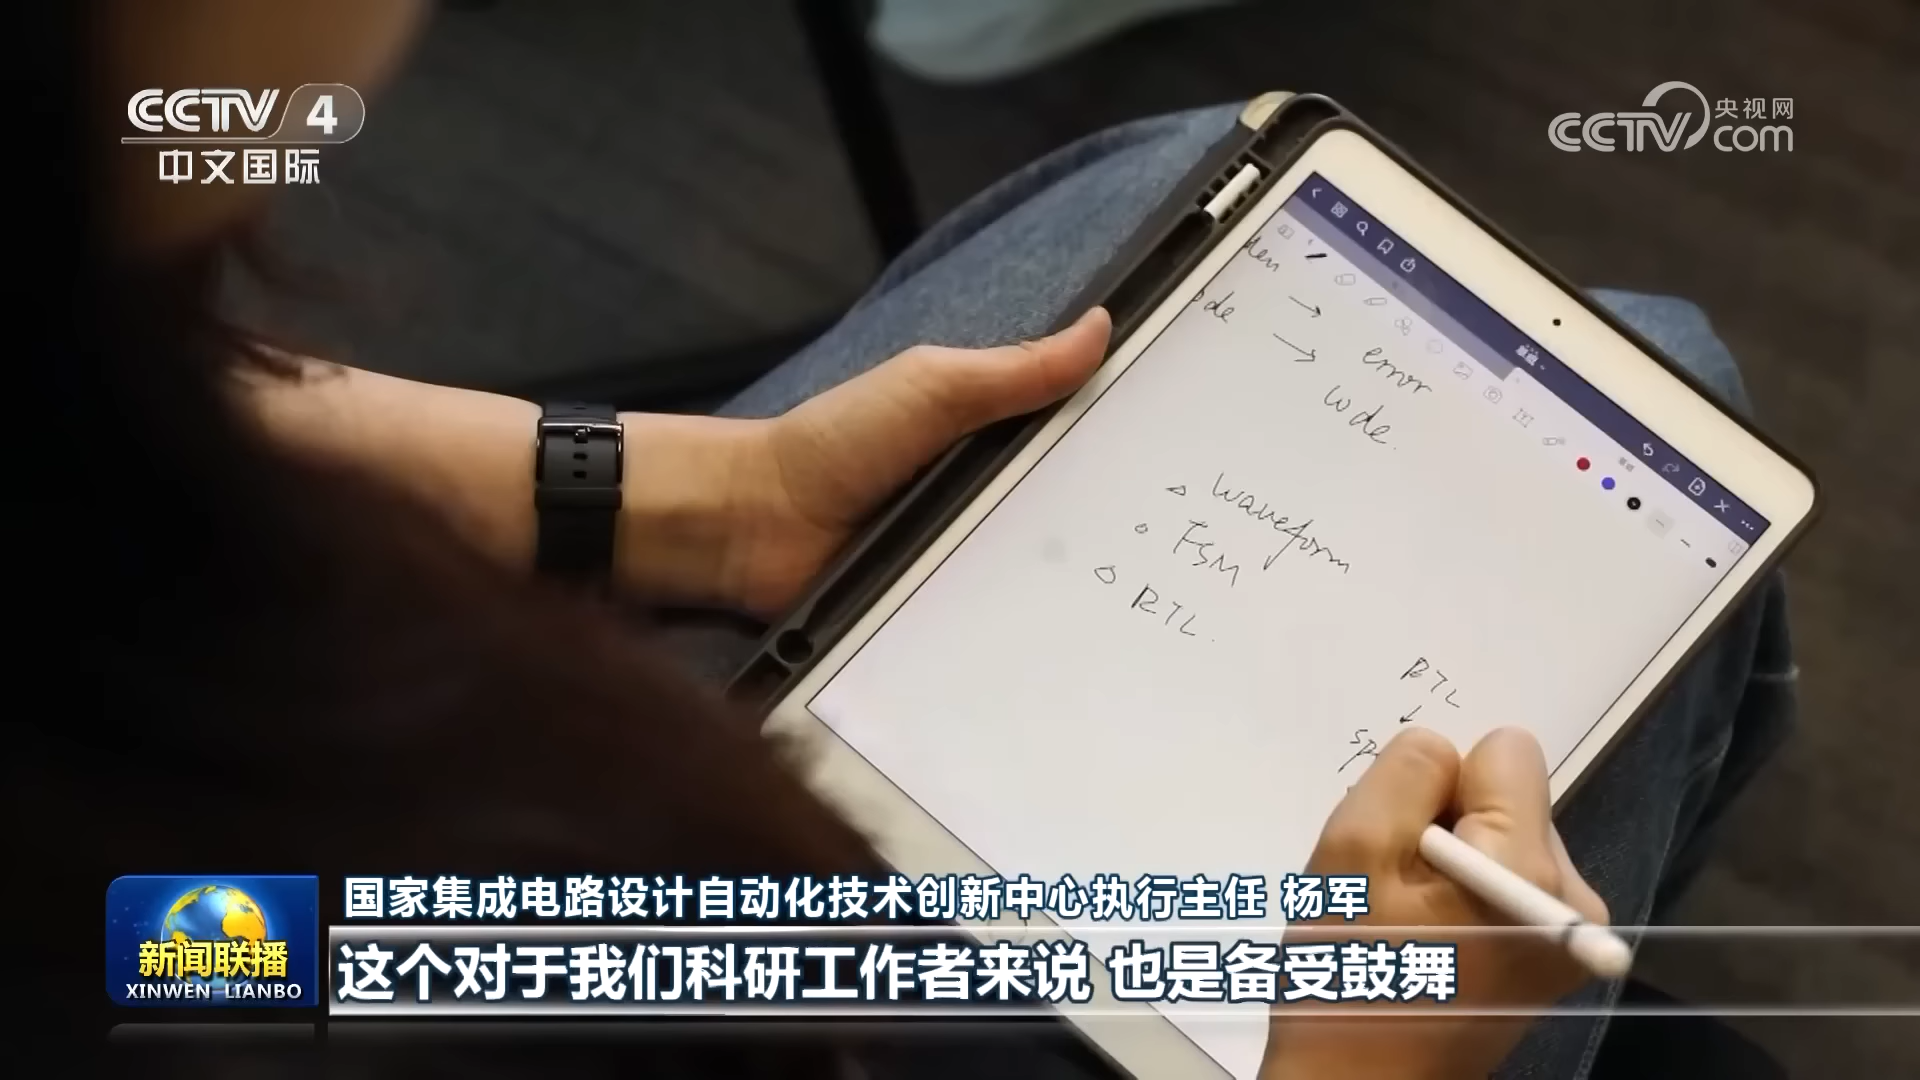 CCTV 4
中文国际
央视网
CCTV.com
error
code.
waveform
FSM
RTL.
RTL
国家集成电路设计自动化技术创新中心执行主任 杨军
新闻联播
XINWEN LIANBO
这个对于我们科研工作者来说 也是备受鼓舞